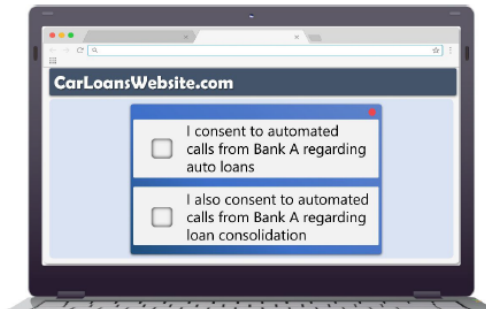 CarLoansWebsite.com
I consent to automated
calls from Bank A regarding
auto loans
I also consent to automated
calls from Bank A regarding
loan consolidation